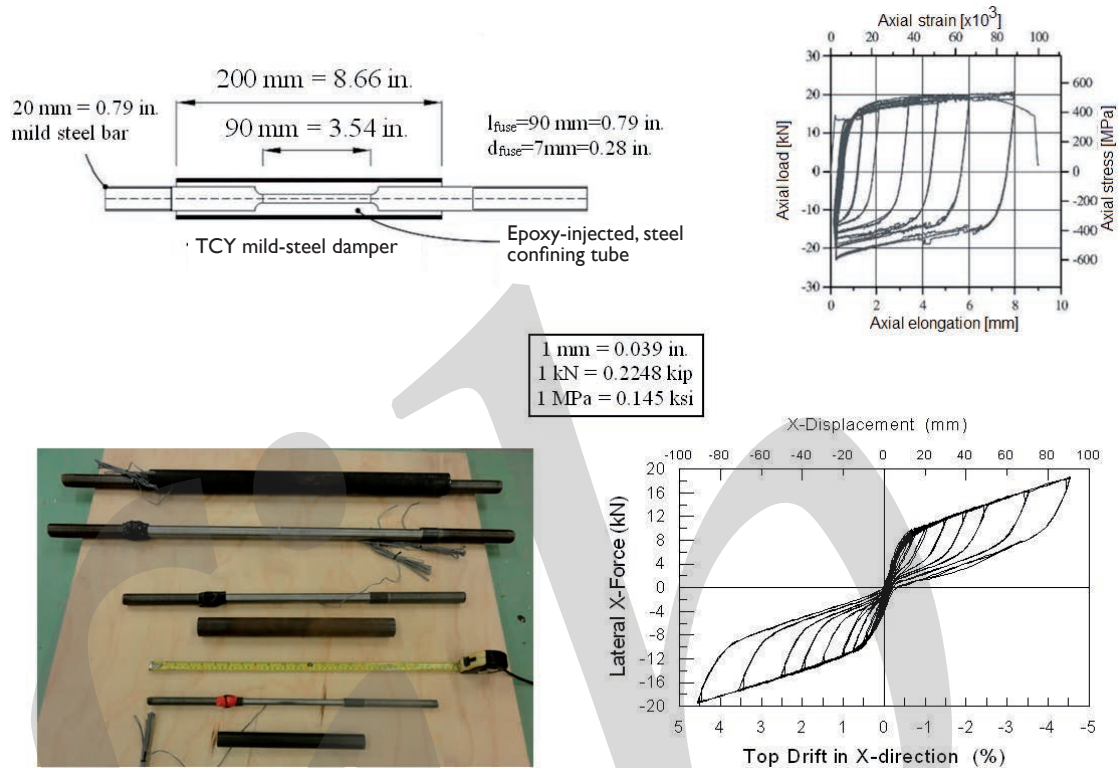 200 mm = 8.66 in.
20 mm = 0.79 in.
mild steel bar
90 mm = 3.54 in.
l_fuse=90 mm=0.79 in.
d_fuse=7mm=0.28 in.
TCY mild-steel damper
Epoxy-injected, steel
confining tube
Axial strain [x10^3]
0 20 40 60 80 100
30
20
10
0
-10
-20
-30
Axial load [kN]
600
400
200
0
-200
-400
-600
Axial stress [MPa]
0 2 4 6 8 10
Axial elongation [mm]
1 mm = 0.039 in.
1 kN = 0.2248 kip
1 MPa = 0.145 ksi
X-Displacement (mm)
-100 -80 -60 -40 -20 0 20 40 60 80 100
20
16
12
8
4
0
-4
-8
-12
-16
-20
Lateral X-Force (kN)
5 4 3 2 1 0 -1 -2 -3 -4 -5
Top Drift in X-direction (%)